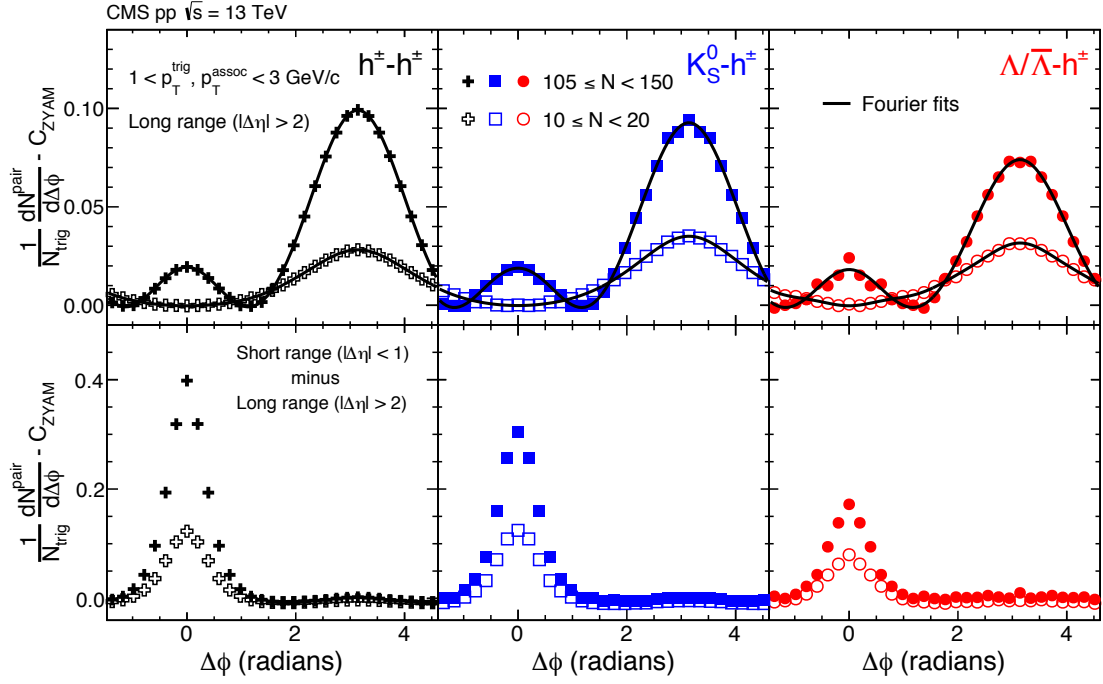 CMS pp √s = 13 TeV
h±-h±
1 < p_T^trig, p_T^assoc < 3 GeV/c
Long range (|Δη| > 2)
K_S^0-h±
105 ≤ N < 150
10 ≤ N < 20
Λ/Λ̅-h±
Fourier fits
1/N_trig dN^pair/dΔφ - C_ZYAM
0.10
0.05
0.00
Short range (|Δη| < 1)
minus
Long range (|Δη| > 2)
1/N_trig dN^pair/dΔφ - C_ZYAM
0.4
0.2
0.0
0 2 4 0 2 4 0 2 4
Δφ (radians) Δφ (radians) Δφ (radians)